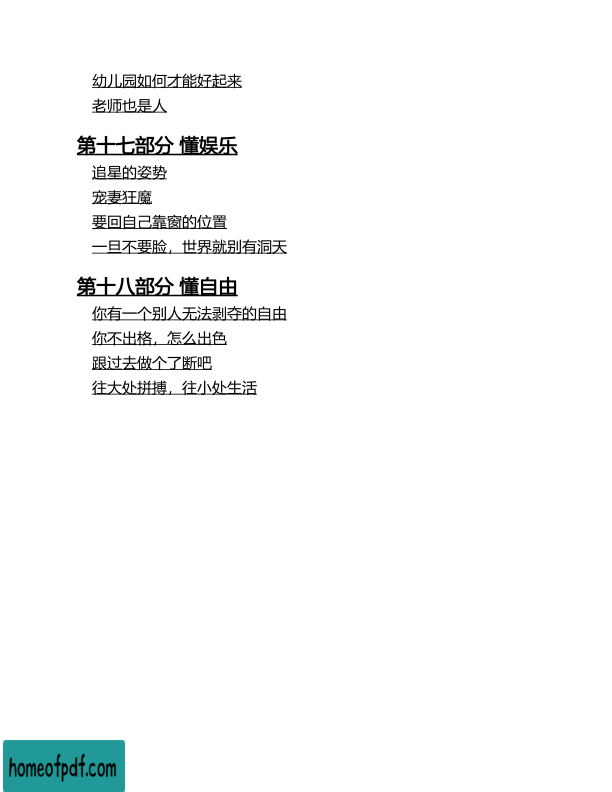 幼儿园如何才能好起来
老师也是人
第十七部分 懂娱乐
追星的姿势
宠妻狂魔
要回自己靠窗的位置
一旦不要脸，世界就别有洞天
第十八部分 懂自由
你有一个别人无法剥夺的自由
你不出格，怎么出色
跟过去做个了断吧
往大处拼搏，往小处生活
homeofpdf.com